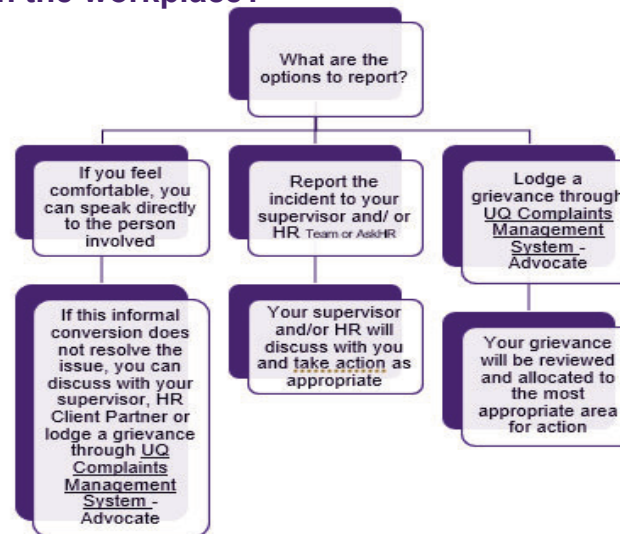 the workplace?
What are the
options to report?
If you feel
comfortable, you
can speak directly
to the person
involved
Report the
incident to your
supervisor and/ or
HR Team or AskHR
Lodge a
grievance through
UQ Complaints
Management
System -
Advocate
If this informal
conversion does
not resolve the
issue, you can
discuss with your
supervisor, HR
Client Partner or
lodge a grievance
through UQ
Complaints
Management
System -
Advocate
Your supervisor
and/or HR will
discuss with you
and take action as
appropriate
Your grievance
will be reviewed
and allocated to
the most
appropriate area
for action